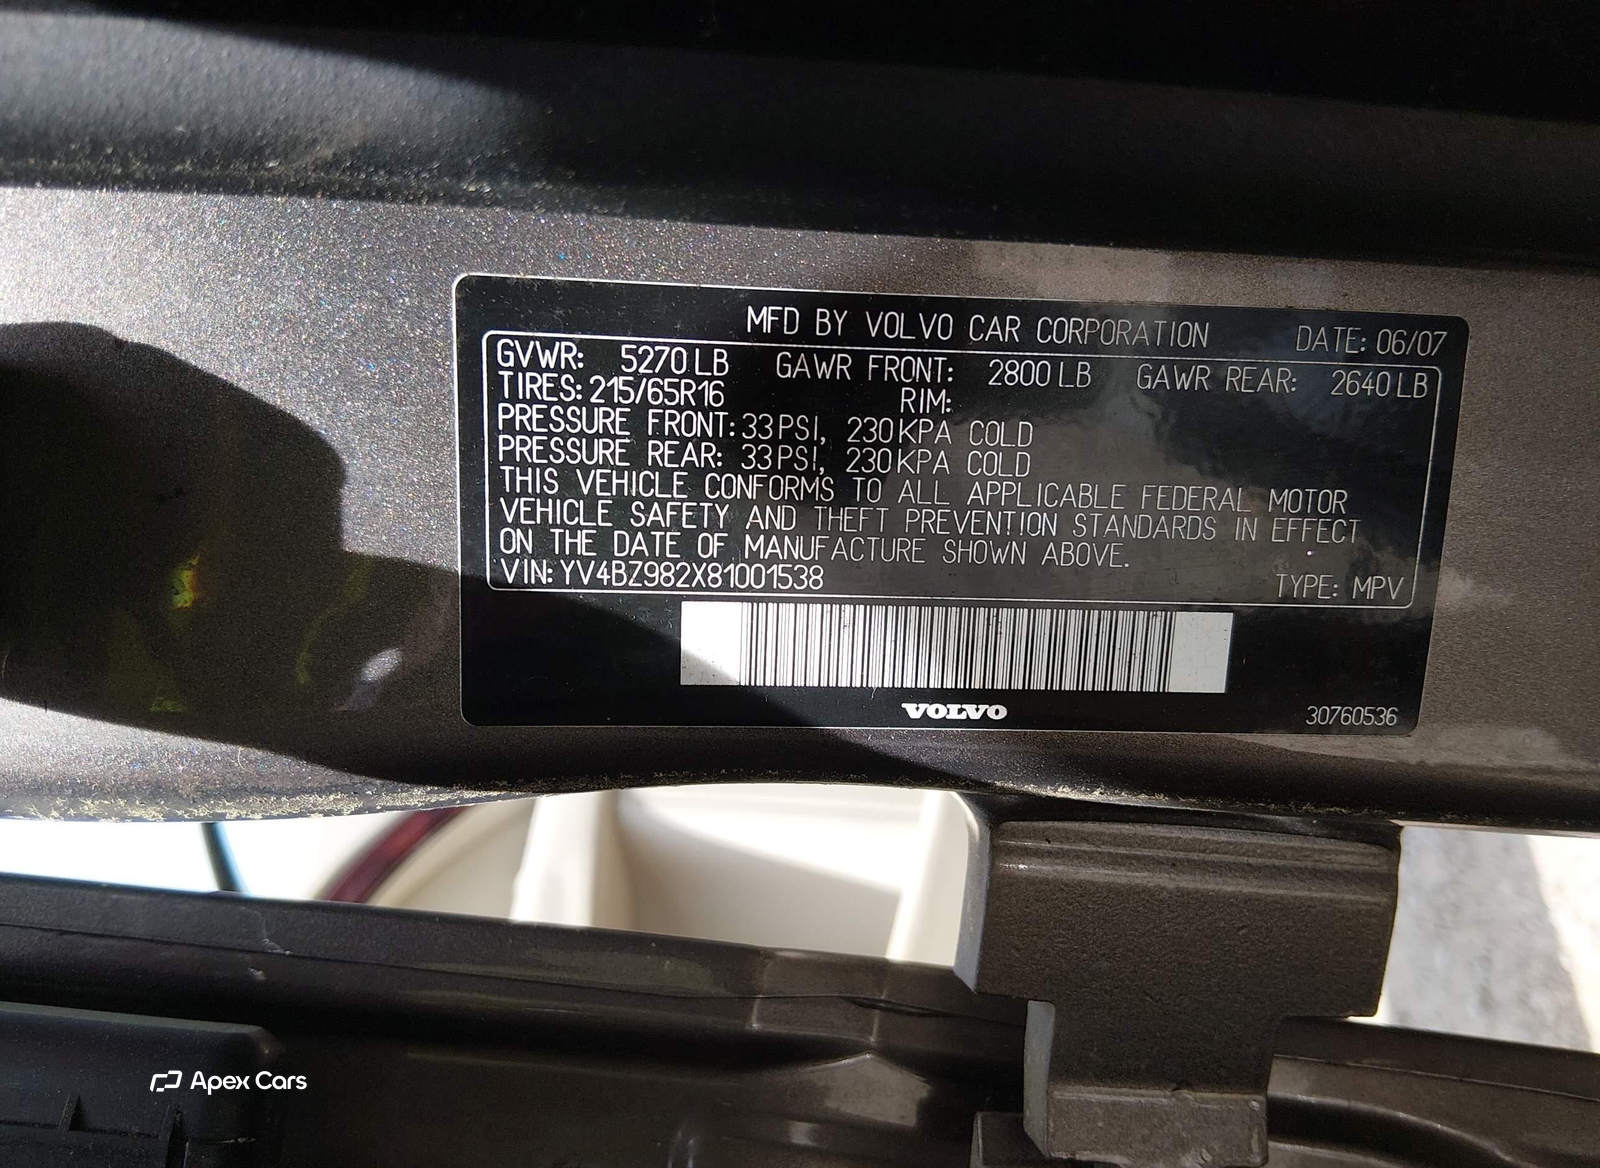 MFD BY VOLVO CAR CORPORATION DATE: 06/07
GVWR: 5270 LB GAWR FRONT: 2800 LB GAWR REAR: 2640 LB
TIRES: 215/65R16 RIM:
PRESSURE FRONT: 33 PSI, 230 KPA COLD
PRESSURE REAR: 33 PSI, 230 KPA COLD
THIS VEHICLE CONFORMS TO ALL APPLICABLE FEDERAL MOTOR
VEHICLE SAFETY AND THEFT PREVENTION STANDARDS IN EFFECT
ON THE DATE OF MANUFACTURE SHOWN ABOVE.
VIN: YV4BZ982X81001538 TYPE: MPV
VOLVO
30760536
Apex Cars